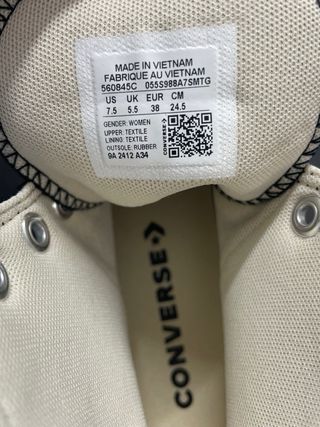 MADE IN VIETNAM
FABRIQUE AU VIETNAM
560845C 055S988A7SMTG
US UK EUR CM
7.5 5.5 38 24.5
GENDER: WOMEN
UPPER: TEXTILE
LINING: TEXTILE
OUTSOLE: RUBBER
9A 2412 A34
CONVERSE